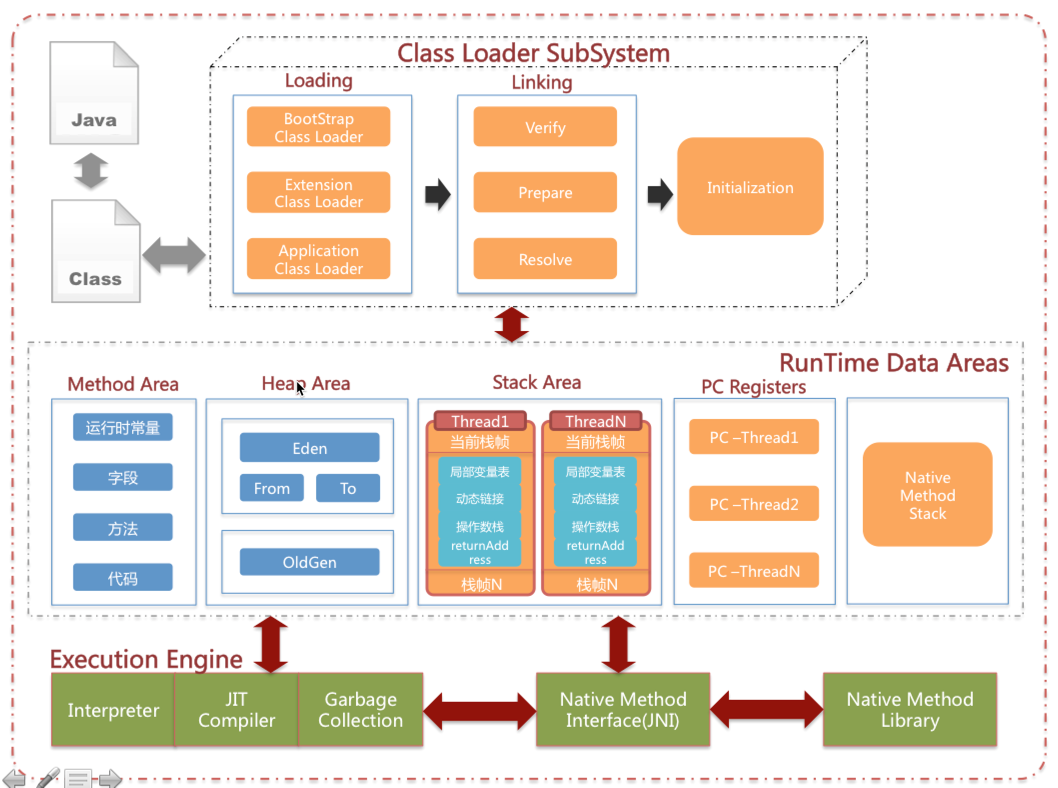 Class Loader SubSystem
Java
Class
Loading
BootStrap
Class Loader
Extension
Class Loader
Application
Class Loader
Linking
Verify
Prepare
Resolve
Initialization
RunTime Data Areas
Method Area
运行时常量
字段
方法
代码
Heap Area
Eden
From
To
OldGen
Stack Area
Thread1
当前栈帧
局部变量表
动态链接
操作数栈
returnAdd
ress
栈帧N
ThreadN
当前栈帧
局部变量表
动态链接
操作数栈
returnAdd
ress
栈帧N
PC Registers
PC –Thread1
PC –Thread2
PC –ThreadN
Native
Method
Stack
Execution Engine
Interpreter
JIT
Compiler
Garbage
Collection
Native Method
Interface(JNI)
Native Method
Library